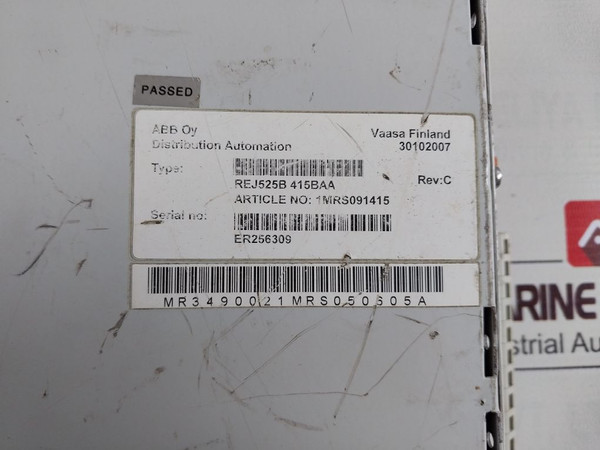 PASSED
ABB Oy
Distribution Automation
Vaasa Finland
30102007
Type:
REJ525B 415BAA
Rev:C
ARTICLE NO: 1MRS091415
Serial no:
ER256309
MR3490021MRS050605A
ARINE
strial Au